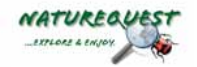 NATUREQUEST
...EXPLORE & ENJOY.